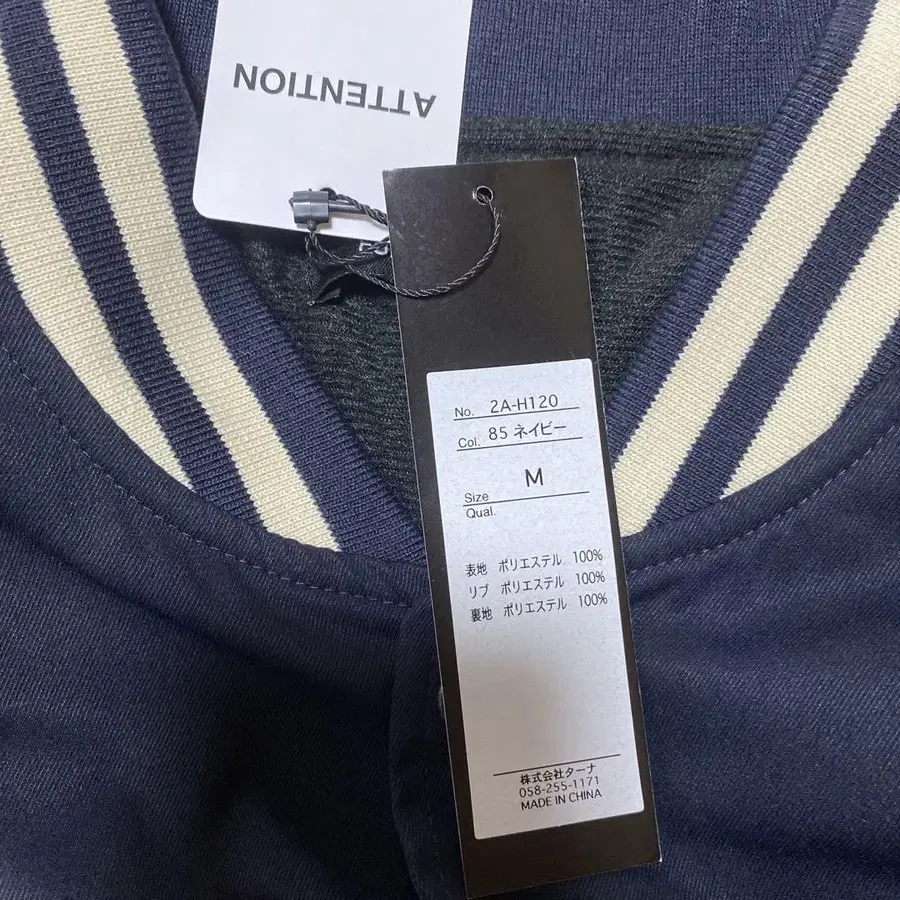 ATTENTION
No. 2A-H120
Col. 85 ネイビー
Size M
Qual.
表地 ポリエステル 100%
リブ ポリエステル 100%
裏地 ポリエステル 100%
株式会社ターナ
058-255-1171
MADE IN CHINA